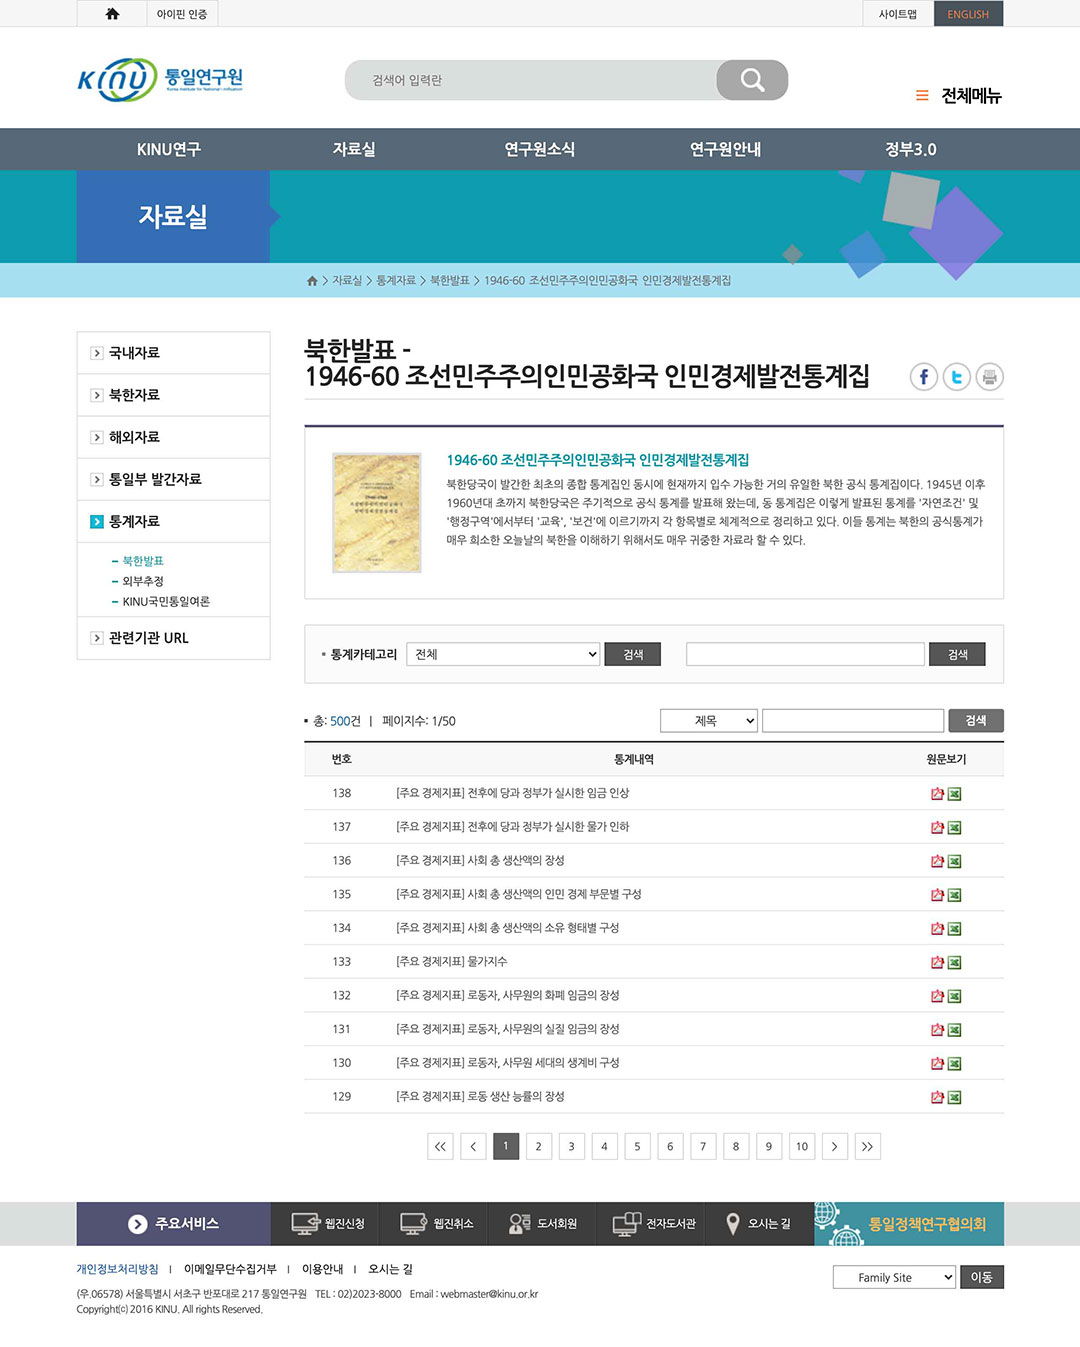 아이핀 인증
사이트맵
ENGLISH
KINU 통일연구원
Korea Institute for National Unification
검색어 입력란
전체메뉴
KINU연구
자료실
연구원소식
연구원안내
정부3.0
자료실
> 자료실 > 통계자료 > 북한발표 > 1946-60 조선민주주의인민공화국 인민경제발전통계집
국내자료
북한자료
해외자료
통일부 발간자료
통계자료
북한발표
외부추정
KINU국민통일여론
관련기관 URL
북한발표 -
1946-60 조선민주주의인민공화국 인민경제발전통계집
1946-60 조선민주주의인민공화국 인민경제발전통계집
북한당국이 발간한 최초의 종합 통계집인 동시에 현재까지 입수 가능한 거의 유일한 북한 공식 통계집이다. 1945년 이후
1960년대 초까지 북한당국은 주기적으로 공식 통계를 발표해 왔는데, 동 통계집은 이렇게 발표된 통계를 '자연조건' 및
'행정구역'에서부터 '교육', '보건'에 이르기까지 각 항목별로 체계적으로 정리하고 있다. 이들 통계는 북한의 공식통계가
매우 희소한 오늘날의 북한을 이해하기 위해서도 매우 귀중한 자료라 할 수 있다.
통계카테고리 전체 검색 검색
총: 500건 | 페이지수: 1/50 제목 검색
번호 통계내역 원문보기
138 [주요 경제지표] 전후에 당과 정부가 실시한 임금 인상
137 [주요 경제지표] 전후에 당과 정부가 실시한 물가 인하
136 [주요 경제지표] 사회 총 생산액의 장성
135 [주요 경제지표] 사회 총 생산액의 인민 경제 부문별 구성
134 [주요 경제지표] 사회 총 생산액의 소유 형태별 구성
133 [주요 경제지표] 물가지수
132 [주요 경제지표] 로동자, 사무원의 화폐 임금의 장성
131 [주요 경제지표] 로동자, 사무원의 실질 임금의 장성
130 [주요 경제지표] 로동자, 사무원 세대의 생계비 구성
129 [주요 경제지표] 로동 생산 능률의 장성
<< < 1 2 3 4 5 6 7 8 9 10 > >>
주요서비스
웹진신청
웹진취소
도서회원
전자도서관
오시는 길
통일정책연구협의회
개인정보처리방침 | 이메일무단수집거부 | 이용안내 | 오시는 길
Family Site 이동
(우.06578) 서울특별시 서초구 반포대로 217 통일연구원 TEL : 02)2023-8000 Email : webmaster@kinu.or.kr
Copyright(c) 2016 KINU. All rights Reserved.